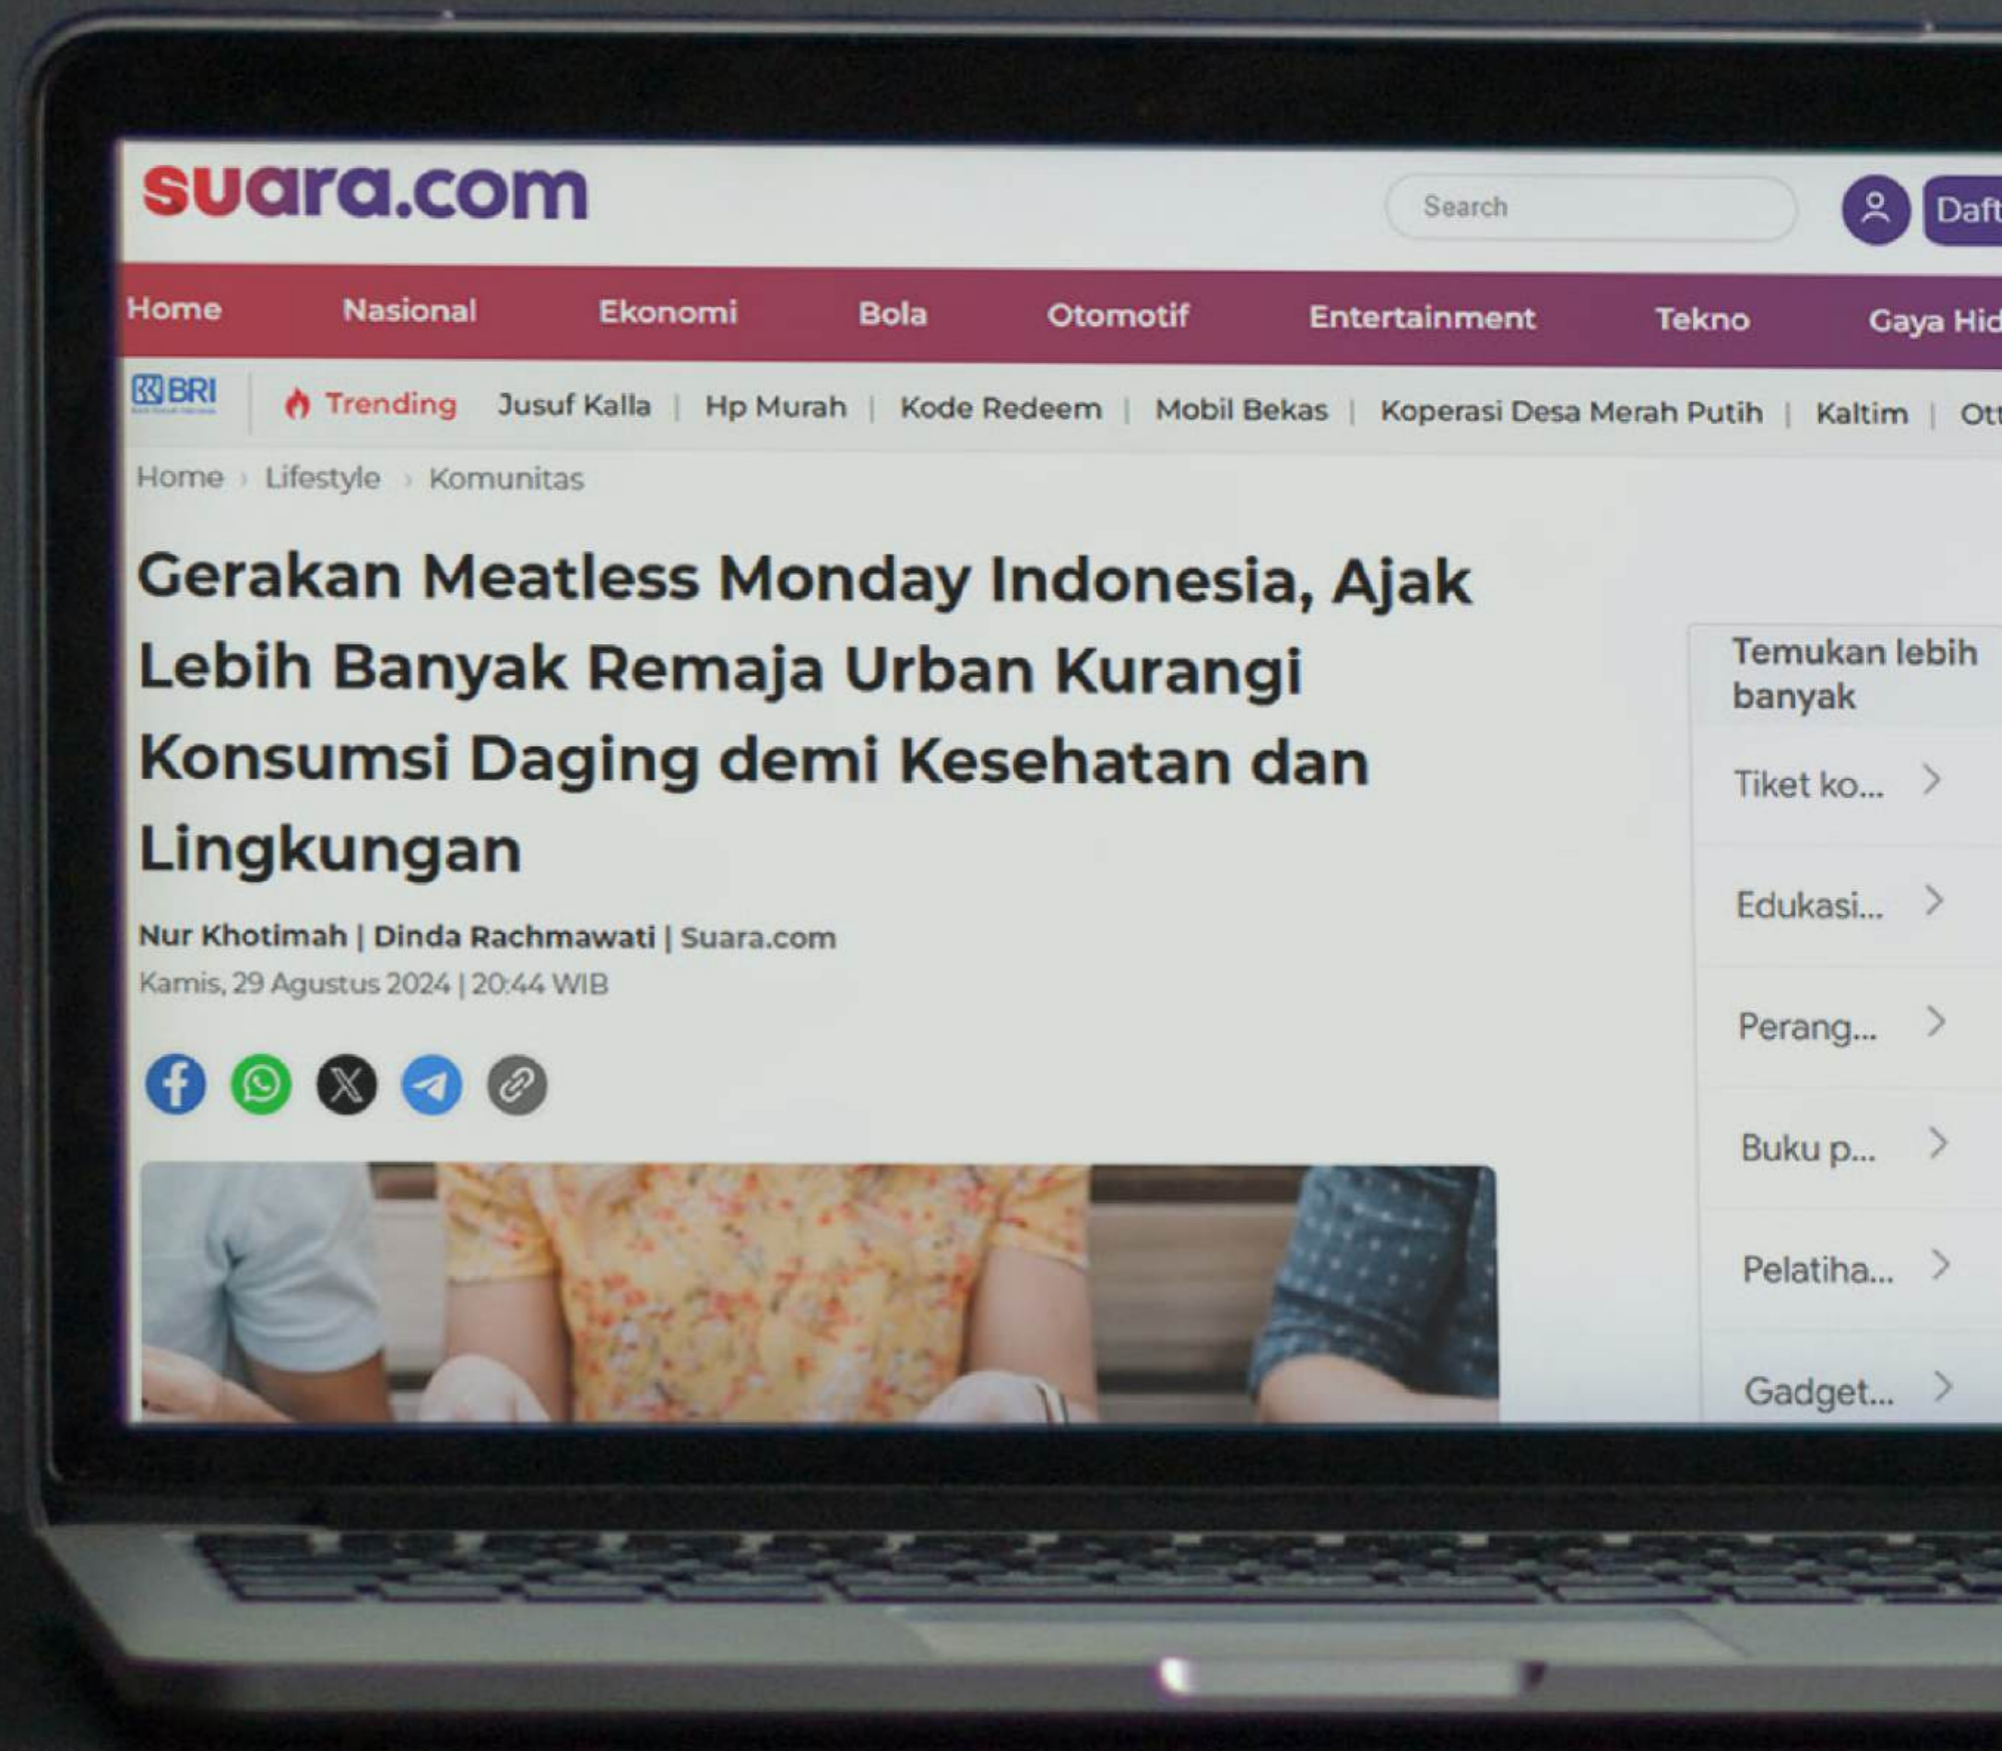 suara.com
Search
Daft
Home Nasional Ekonomi Bola Otomotif Entertainment Tekno Gaya Hid
BRI Trending Jusuf Kalla | Hp Murah | Kode Redeem | Mobil Bekas | Koperasi Desa Merah Putih | Kaltim | Ott
Home › Lifestyle › Komunitas
Gerakan Meatless Monday Indonesia, Ajak
Lebih Banyak Remaja Urban Kurangi
Konsumsi Daging demi Kesehatan dan
Lingkungan
Nur Khotimah | Dinda Rachmawati | Suara.com
Kamis, 29 Agustus 2024 | 20:44 WIB
Temukan lebih
banyak
Tiket ko...
Edukasi...
Perang...
Buku p...
Pelatiha...
Gadget...